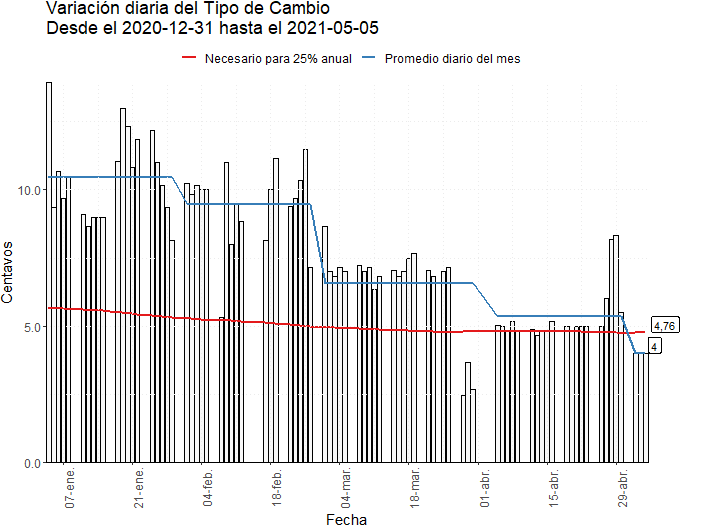 Variación diaria del Tipo de Cambio
Desde el 2020-12-31 hasta el 2021-05-05
Necesario para 25% anual
Promedio diario del mes
Centavos
10.0
5.0
0.0
4,76
4
07-ene.
21-ene.
04-feb.
18-feb.
04-mar.
18-mar.
01-abr.
15-abr.
29-abr.
Fecha